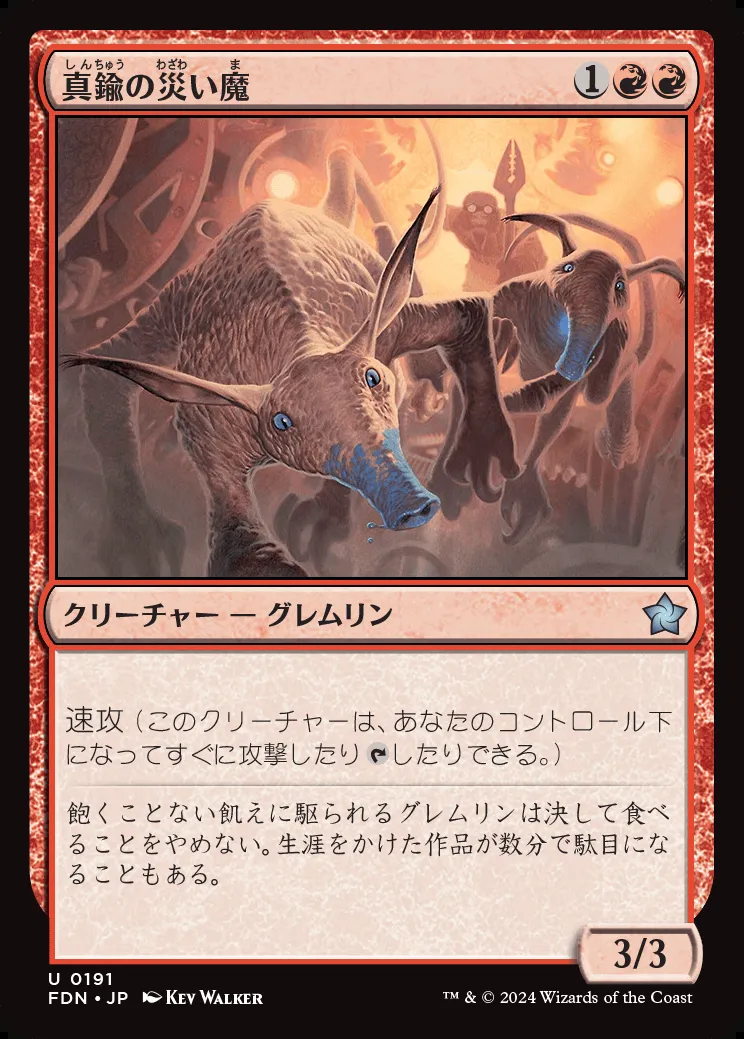 しんちゅう わざわ ま
真鍮の災い魔 1
クリーチャー — グレムリン
速攻（このクリーチャーは、あなたのコントロール下
になってすぐに攻撃したり したりできる。）
飽くことない飢えに駆られるグレムリンは決して食べ
ることをやめない。生涯をかけた作品が数分で駄目にな
ることもある。
3/3
U 0191
FDN • JP KEV WALKER
™ & © 2024 Wizards of the Coast